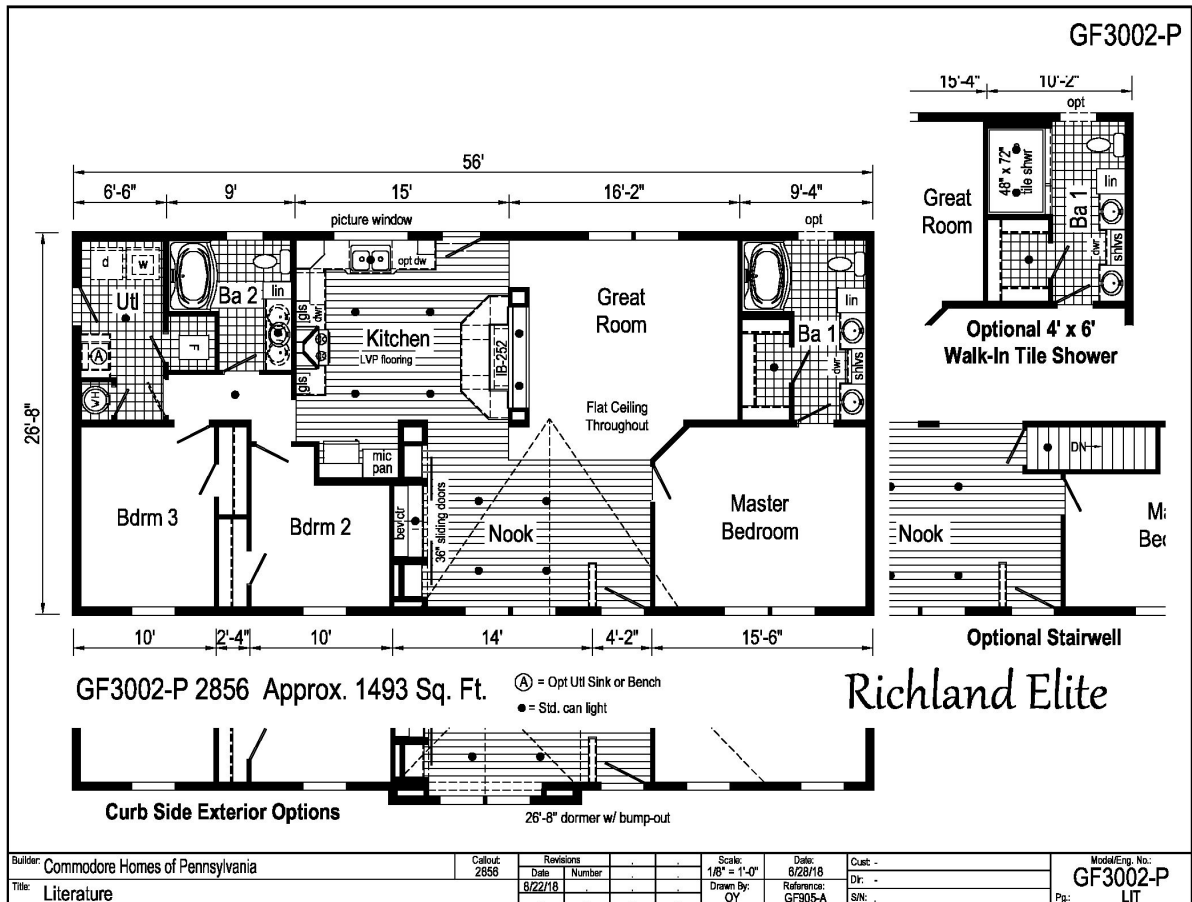 GF3002-P
15'-4"
10'-2"
opt
48" x 72"
tile shwr
lin
Great
Room
Ba 1
dwr
shlvs
Optional 4' x 6'
Walk-In Tile Shower
56'
6'-6"
9'
15'
16'-2"
9'-4"
picture window
opt
26'-8"
d
w
Utl
Ba 2
lin
opt dw
gls
dwr
Kitchen
LVP flooring
IB-252
Great
Room
lin
Ba 1
dwr
shlvs
A
F
WH
gls
Flat Ceiling
Throughout
mic
pan
Bdrm 3
Bdrm 2
bev ctr
36" sliding doors
Nook
Master
Bedroom
DN
Nook
Ma
Bec
10'
2'-4"
10'
14'
4'-2"
15'-6"
Optional Stairwell
GF3002-P 2856 Approx. 1493 Sq. Ft.
A = Opt Utl Sink or Bench
● = Std. can light
Richland Elite
Curb Side Exterior Options
26'-8" dormer w/ bump-out
Builder: Commodore Homes of Pennsylvania
Callout: 2856
Revisions
Date Number
8/22/18
Scale: 1/8" = 1'-0"
Drawn By: OY
Date: 8/28/18
Reference: GF905-A
Cust: -
Dir: -
S/N: .
Model/Eng. No.: GF3002-P
Title: Literature
Pg.: LIT